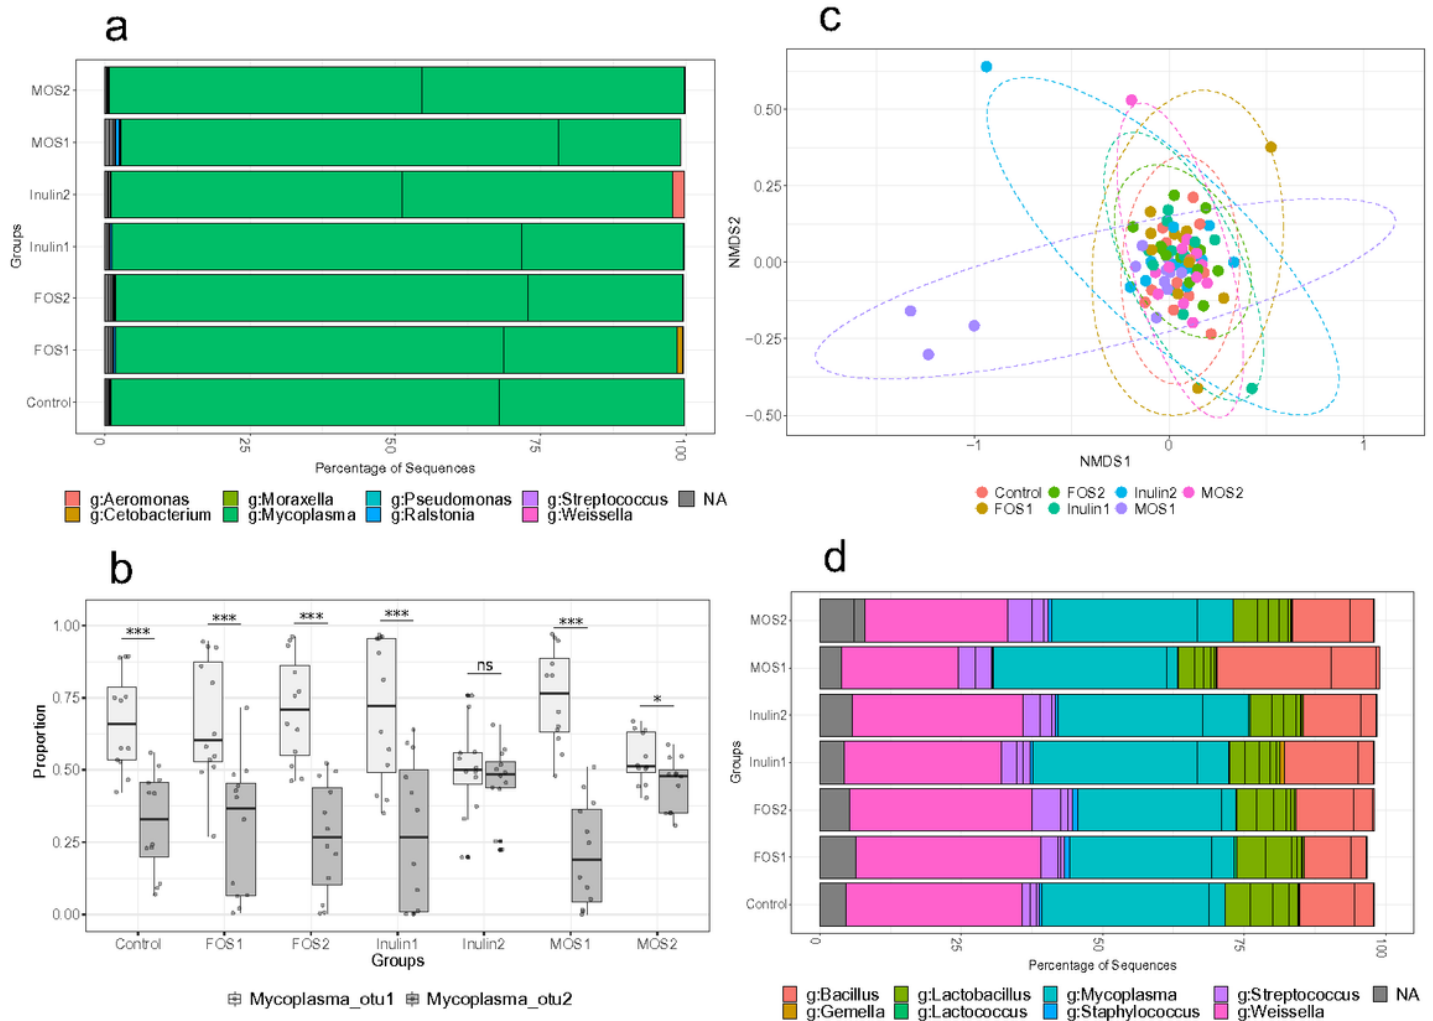 a
MOS2
MOS1
Inulin2
Inulin1
FOS2
FOS1
Control
Groups
0
25
50
75
100
Percentage of Sequences
g:Aeromonas
g:Moraxella
g:Pseudomonas
g:Streptococcus
NA
g:Cetobacterium
g:Mycoplasma
g:Ralstonia
g:Weissella
c
0.50
0.25
0.00
−0.25
−0.50
NMDS2
−1
0
1
NMDS1
Control
FOS2
Inulin2
MOS2
FOS1
Inulin1
MOS1
b
1.00
0.75
0.50
0.25
0.00
Proportion
***
***
***
***
ns
***
*
Control
FOS1
FOS2
Inulin1
Inulin2
MOS1
MOS2
Groups
Mycoplasma_otu1
Mycoplasma_otu2
d
MOS2
MOS1
Inulin2
Inulin1
FOS2
FOS1
Control
Groups
0
25
50
75
100
Percentage of Sequences
g:Bacillus
g:Lactobacillus
g:Mycoplasma
g:Streptococcus
NA
g:Gemella
g:Lactococcus
g:Staphylococcus
g:Weissella